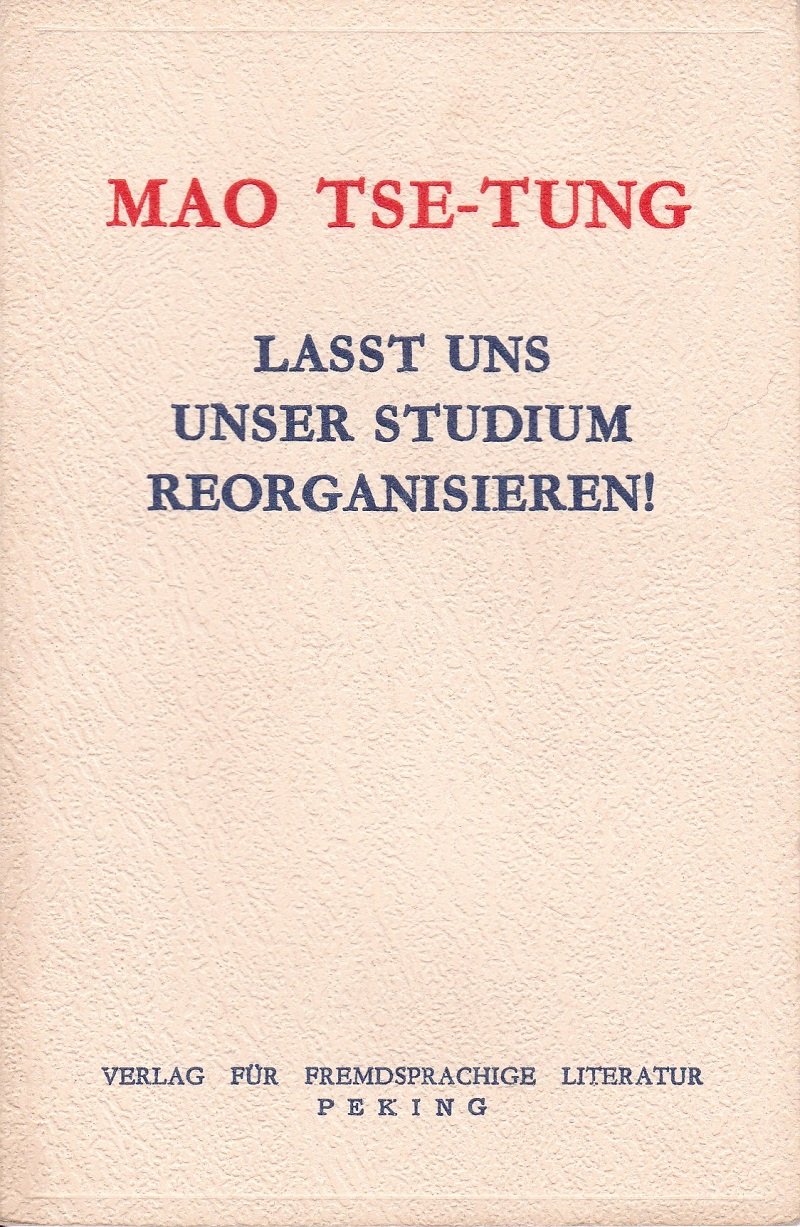 MAO TSE-TUNG
LASST UNS
UNSER STUDIUM
REORGANISIEREN!
VERLAG FÜR FREMDSPRACHIGE LITERATUR
PEKING